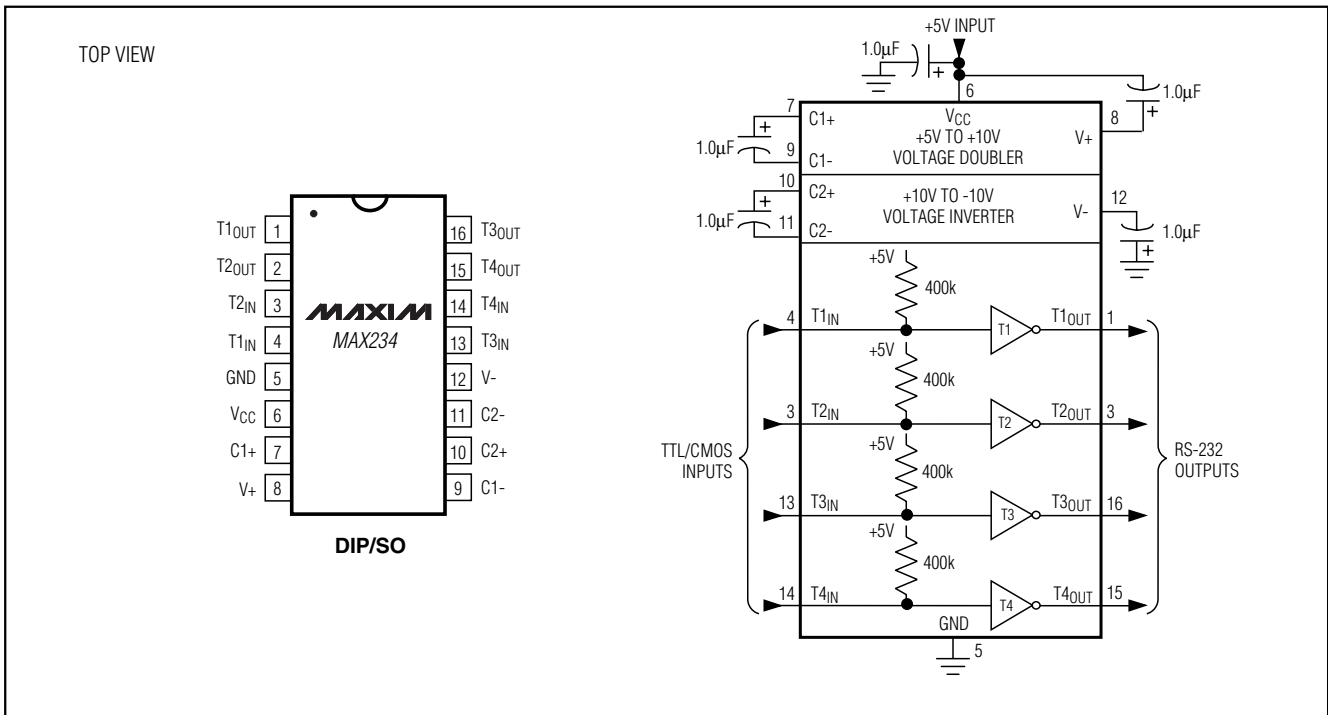 TOP VIEW
T1OUT 1
T2OUT 2
T2IN 3
T1IN 4
GND 5
VCC 6
C1+ 7
V+ 8
16 T3OUT
15 T4OUT
14 T4IN
13 T3IN
12 V-
11 C2-
10 C2+
9 C1-
MAXIM
MAX234
DIP/SO
+5V INPUT
1.0µF
+
6
1.0µF
+
7
C1+
+
1.0µF
9
C1-
VCC
+5V TO +10V
VOLTAGE DOUBLER
8
V+
10
C2+
+
1.0µF
11
C2-
+10V TO -10V
VOLTAGE INVERTER
12
V-
1.0µF
+
+5V
400k
4 T1IN T1 T1OUT 1
+5V
400k
3 T2IN T2 T2OUT 3
+5V
400k
TTL/CMOS
INPUTS
RS-232
OUTPUTS
13 T3IN T3 T3OUT 16
+5V
400k
14 T4IN T4 T4OUT 15
GND
5